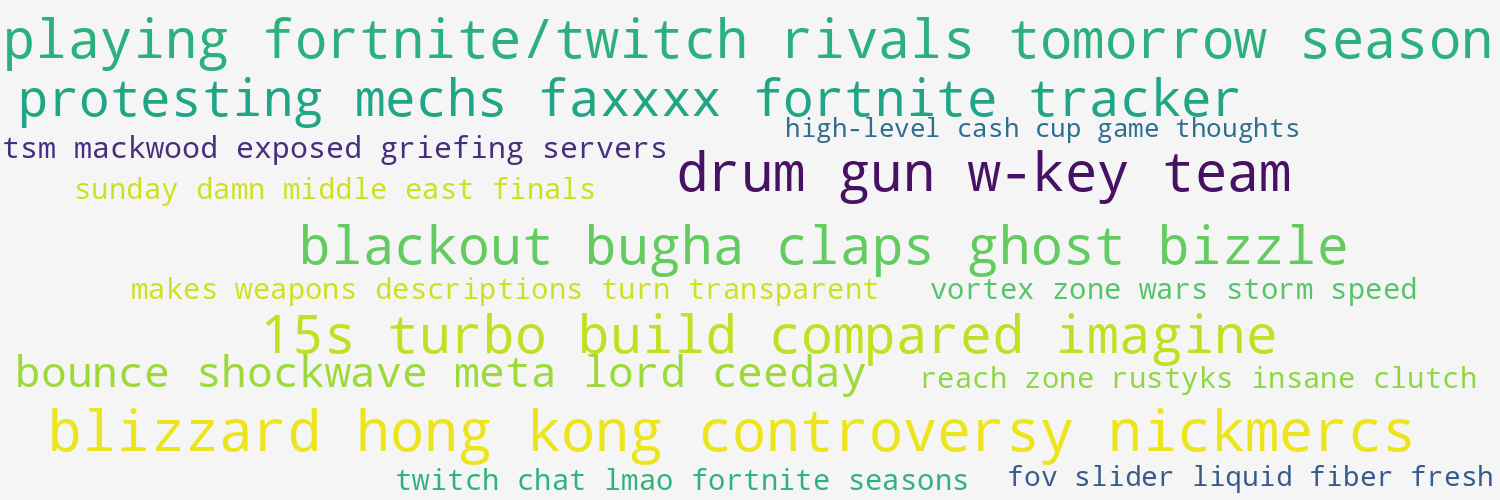 playing fortnite/twitch rivals tomorrow season
protesting mechs faxxxx fortnite tracker
high-level cash cup game thoughts
tsm mackwood exposed griefing servers
drum gun w-key team
sunday damn middle east finals
blackout bugha claps ghost bizzle
makes weapons descriptions turn transparent
vortex zone wars storm speed
15s turbo build compared imagine
bounce shockwave meta lord ceeday
reach zone rustyks insane clutch
blizzard hong kong controversy nickmercs
twitch chat lmao fortnite seasons
fov slider liquid fiber fresh